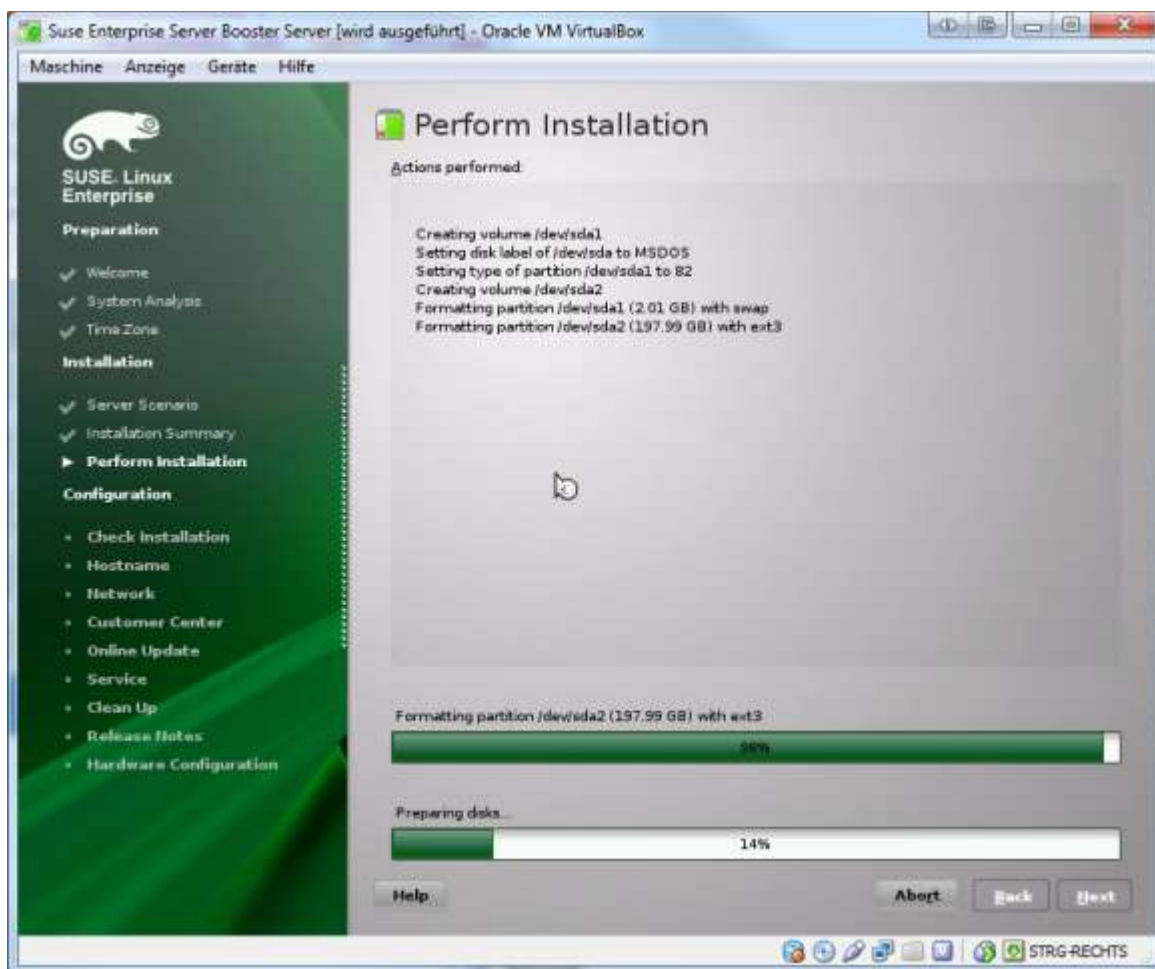 Suse Enterprise Server Booster Server [wird ausgeführt] - Oracle VM VirtualBox
Maschine Anzeige Geräte Hilfe
SUSE. Linux
Enterprise
Preparation
Welcome
System Analysis
Time Zone
Installation
Server Scenario
Installation Summary
Perform Installation
Configuration
Check Installation
Hostname
Network
Customer Center
Online Update
Service
Clean Up
Release Notes
Hardware Configuration
Perform Installation
Actions performed:
Creating volume /dev/sda1
Setting disk label of /dev/sda to MSDOS
Setting type of partition /dev/sda1 to 82
Creating volume /dev/sda2
Formatting partition /dev/sda1 (2.01 GB) with swap
Formatting partition /dev/sda2 (197.99 GB) with ext3
Formatting partition /dev/sda2 (197.99 GB) with ext3
98%
Preparing disks...
14%
Help
Abort
Back
Next
STRG-RECHTS